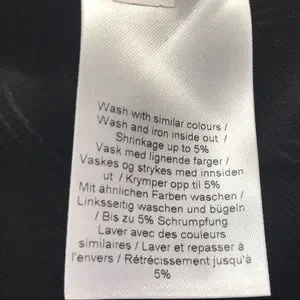 Wash with similar colours /
Wash and iron inside out /
Shrinkage up to 5%
Vask med lignende farger /
Vaskes og strykes med innsiden
ut / Krymper opp til 5%
Mit ähnlichen Farben waschen /
Linksseitig waschen und bügeln
/ Bis zu 5% Schrumpfung
Laver avec des couleurs
similaires / Laver et repasser à
l'envers / Rétrécissement jusqu'à
5%